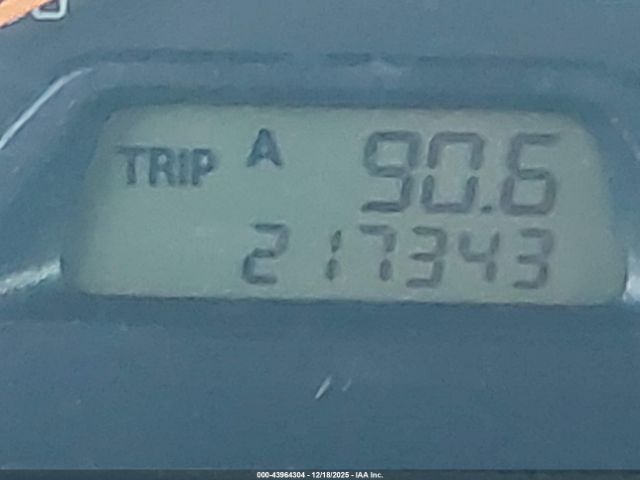 TRIP A 90.6
217343
000-43964304 - 12/18/2025 - IAA Inc.